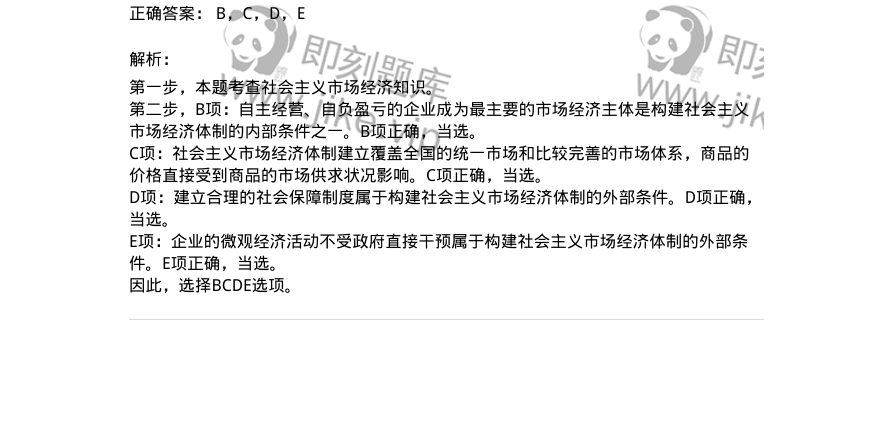 正确答案： B，C，D，E
即刻题库
www.jike.vip
即刻题
www.jike
解析：
第一步，本题考查社会主义市场经济知识。
第二步，B项：自主经营、自负盈亏的企业成为最主要的市场经济主体是构建社会主义
市场经济体制的内部条件之一。B项正确，当选。
C项：社会主义市场经济体制建立覆盖全国的统一市场和比较完善的市场体系，商品的
价格直接受到商品的市场供求状况影响。C项正确，当选。
D项：建立合理的社会保障制度属于构建社会主义市场经济体制的外部条件。D项正确，
当选。
E项：企业的微观经济活动不受政府直接干预属于构建社会主义市场经济体制的外部条
件。E项正确，当选。
因此，选择BCDE选项。